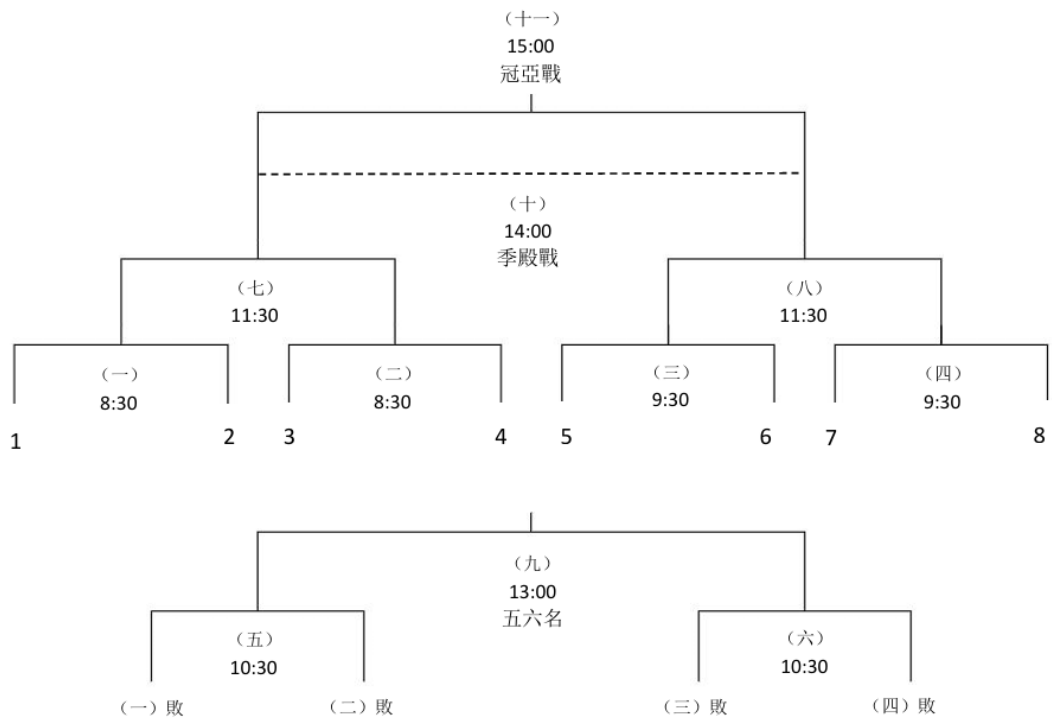 （十一）
15:00
冠亞戰
（十）
14:00
季殿戰
（七）
11:30
（八）
11:30
（一）
8:30
（二）
8:30
（三）
9:30
（四）
9:30
1
2
3
4
5
6
7
8
（九）
13:00
五六名
（五）
10:30
（六）
10:30
（一）敗
（二）敗
（三）敗
（四）敗